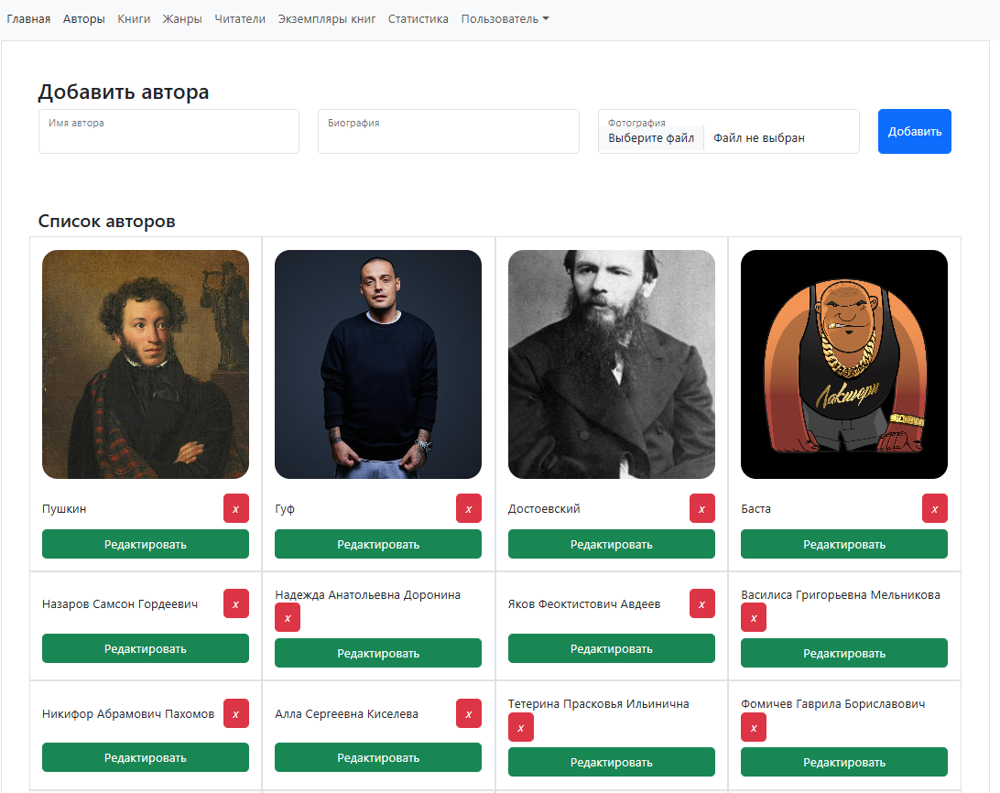 Главная Авторы Книги Жанры Читатели Экземпляры книг Статистика Пользователь
Добавить автора
Имя автора
Биография
Фотография
Выберите файл Файл не выбран
Добавить
Список авторов
Лакшери
Пушкин x
Гуф x
Достоевский x
Баста x
Редактировать Редактировать Редактировать Редактировать
Назаров Самсон Гордеевич x
Надежда Анатольевна Доронина
x
Яков Феоктистович Авдеев x
Василиса Григорьевна Мельникова
x
Редактировать Редактировать Редактировать Редактировать
Никифор Абрамович Пахомов x
Алла Сергеевна Киселева x
Тетерина Прасковья Ильинична
x
Фомичев Гаврила Бориславович
x
Редактировать Редактировать Редактировать Редактировать